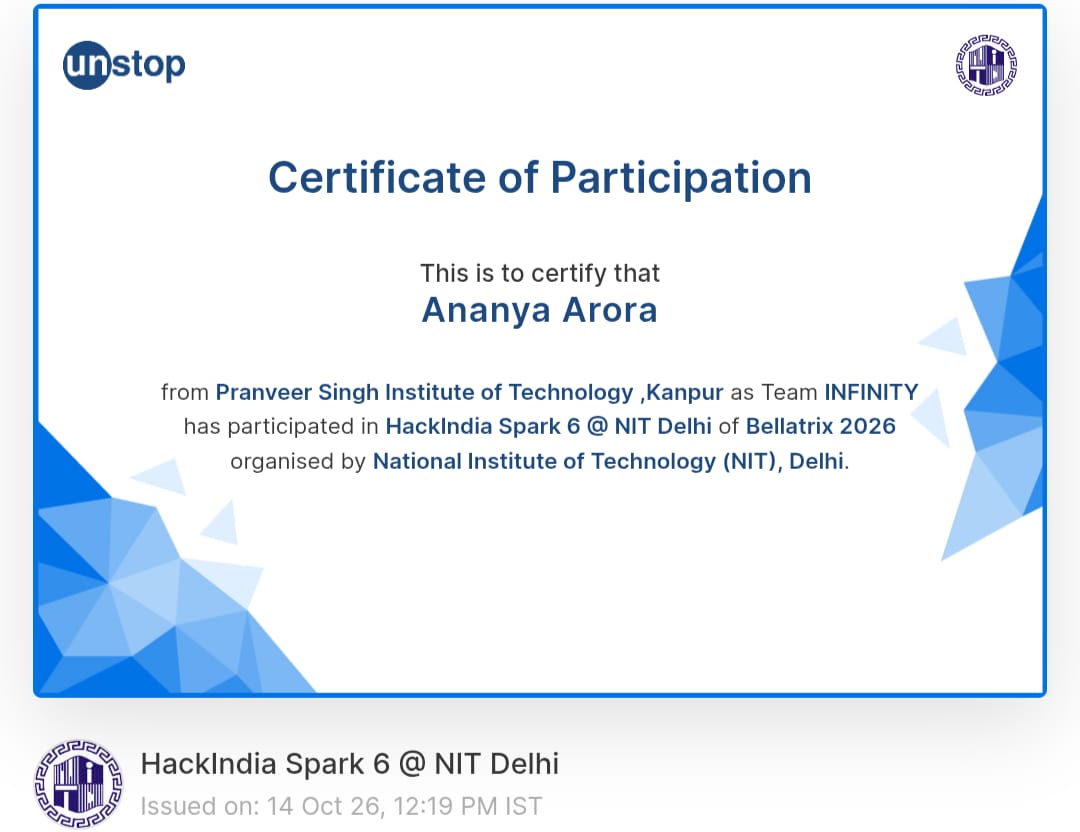 unstop
Certificate of Participation
This is to certify that
Ananya Arora
from Pranveer Singh Institute of Technology ,Kanpur as Team INFINITY
has participated in HackIndia Spark 6 @ NIT Delhi of Bellatrix 2026
organised by National Institute of Technology (NIT), Delhi.
HackIndia Spark 6 @ NIT Delhi
Issued on: 14 Oct 26, 12:19 PM IST